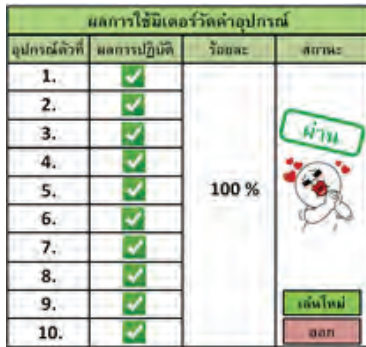 ผลการใช้มิเตอร์วัดค่าอุปกรณ์
อุปกรณ์ตัวที่ ผลการปฏิบัติ ร้อยละ สถานะ
1.
2.
3.
ผ่าน
4.
5. 100 %
6.
7.
8.
9. เล่นใหม่
10. ออก